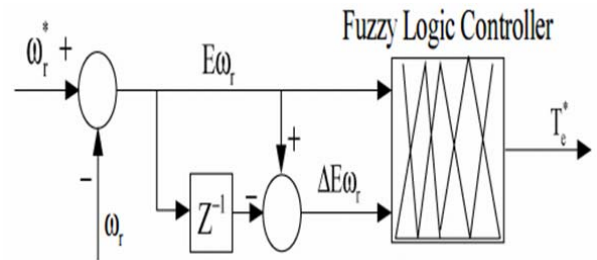 Fuzzy Logic Controller
ω*r +
Eωr
T*e
+
−
Z⁻¹
−
ΔEωr
ωr